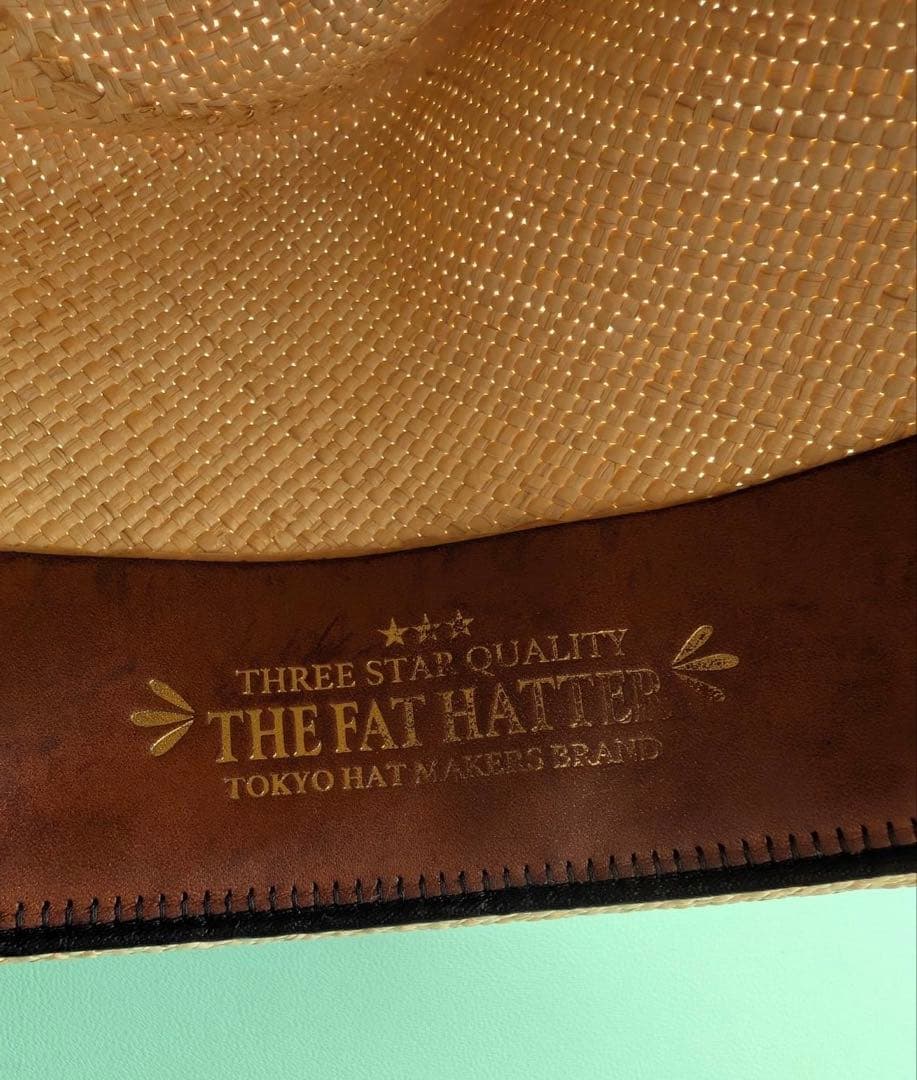 THREE STAR QUALITY
THE FAT HATTER
TOKYO HAT MAKERS BRAND